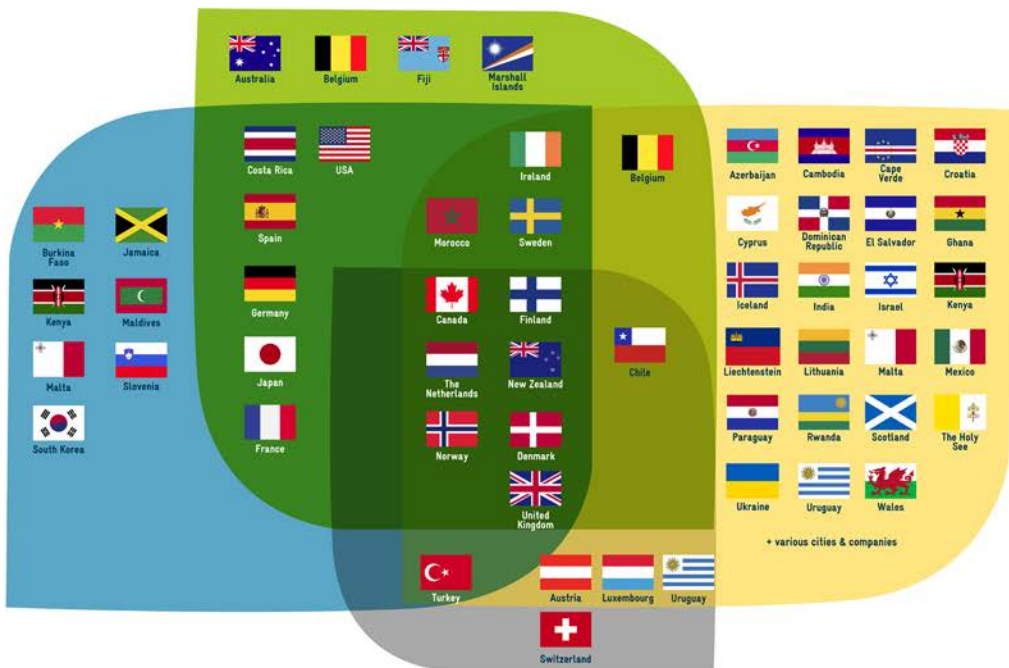 Australia
Belgium
Fiji
Marshall
Islands
Costa Rica
USA
Ireland
Belgium
Azerbaijan
Cambodia
Cape
Verde
Croatia
Burkina
Faso
Jamaica
Spain
Morocco
Sweden
Cyprus
Dominican
Republic
El Salvador
Ghana
Kenya
Maldives
Germany
Canada
Finland
Iceland
India
Israel
Kenya
Malta
Slovenia
Japan
The
Netherlands
New Zealand
Chile
Liechtenstein
Lithuania
Malta
Mexico
South Korea
France
Norway
Denmark
Paraguay
Rwanda
Scotland
The Holy
See
United
Kingdom
Ukraine
Uruguay
Wales
+ various cities & companies
Turkey
Austria
Luxembourg
Uruguay
Switzerland